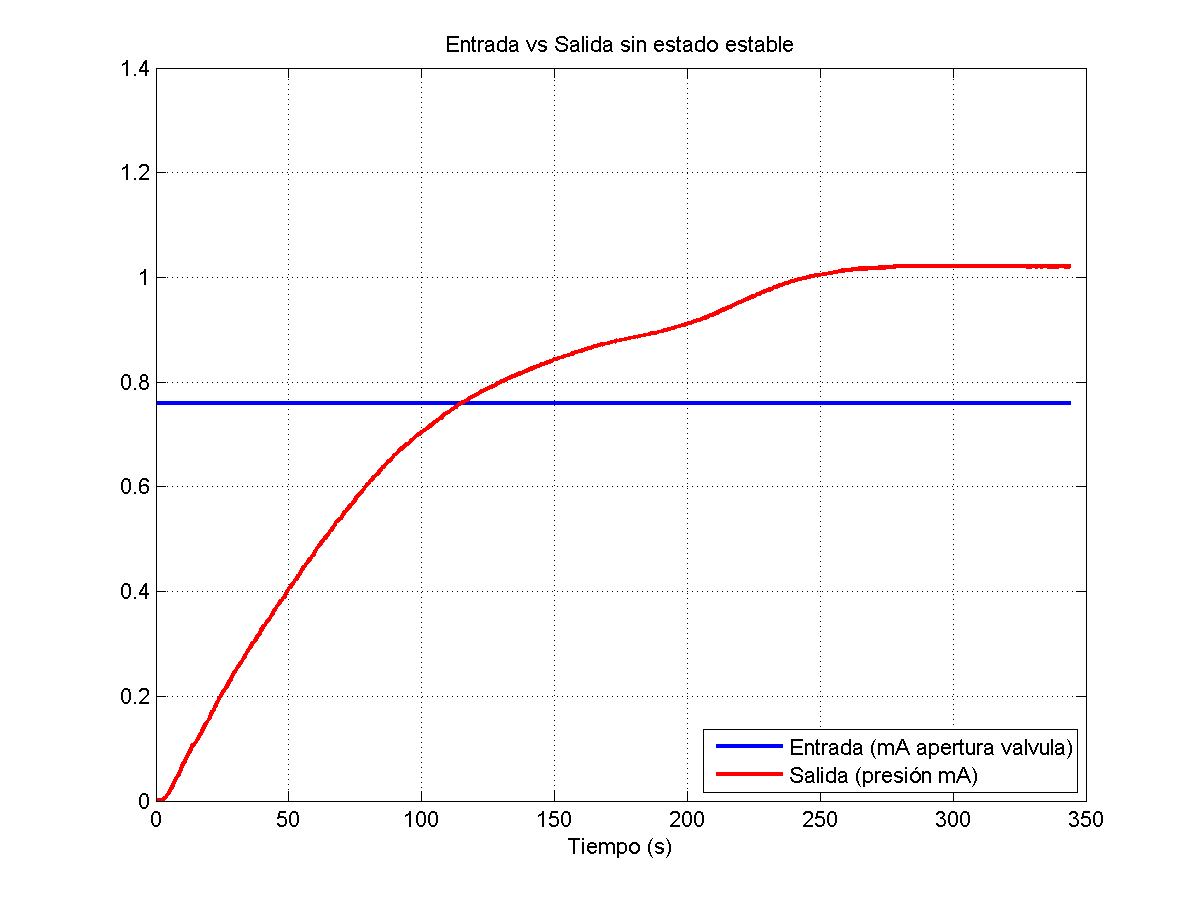 Entrada vs Salida sin estado estable
1.4
1.2
1
0.8
0.6
0.4
0.2
0
0 50 100 150 200 250 300 350
Tiempo (s)
Entrada (mA apertura valvula)
Salida (presión mA)